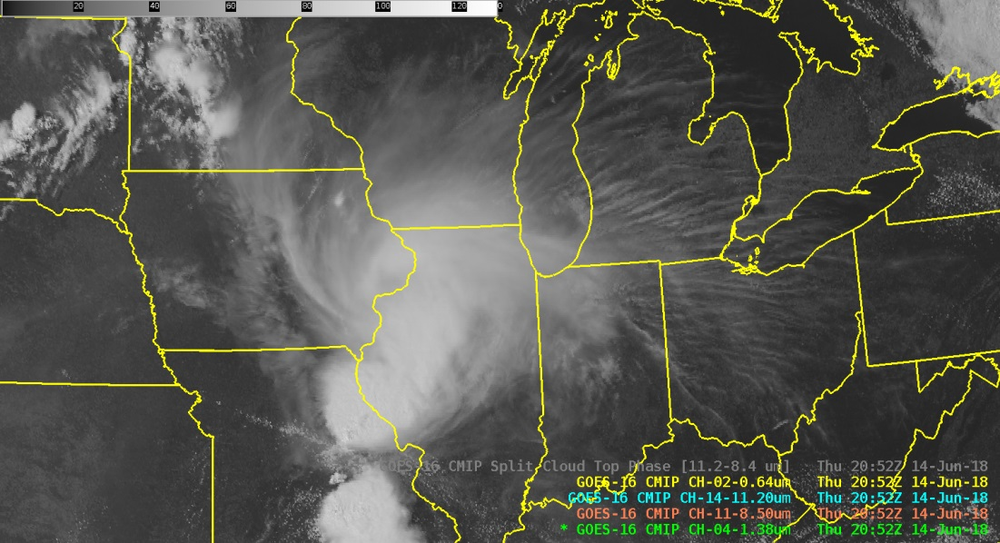 20 40 60 80 100 120 0
GOES-16 CMIP Split Cloud Top Phase [11.2-8.4 um] Thu 20:52Z 14-Jun-18
GOES-16 CMIP CH-02-0.64um Thu 20:52Z 14-Jun-18
GOES-16 CMIP CH-14-11.20um Thu 20:52Z 14-Jun-18
GOES-16 CMIP CH-11-8.50um Thu 20:52Z 14-Jun-18
* GOES-16 CMIP CH-04-1.38um Thu 20:52Z 14-Jun-18